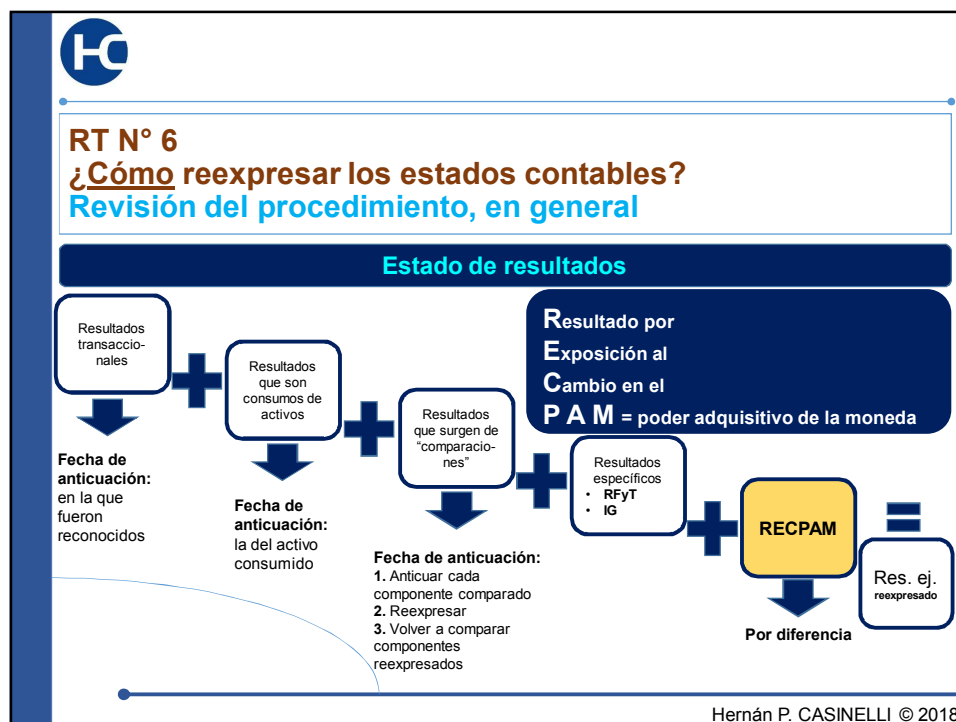 HC
RT N° 6
¿Cómo reexpresar los estados contables?
Revisión del procedimiento, en general
Estado de resultados
Resultados
transaccio-
nales
Fecha de
anticuación:
en la que
fueron
reconocidos
Resultados
que son
consumos de
activos
Fecha de
anticuación:
la del activo
consumido
Resultados
que surgen de
“comparacio-
nes”
Fecha de anticuación:
1. Anticuar cada
componente comparado
2. Reexpresar
3. Volver a comparar
componentes
reexpresados
Resultado por
Exposición al
Cambio en el
P A M = poder adquisitivo de la moneda
Resultados
específicos
• RFyT
• IG
RECPAM
Por diferencia
Res. ej.
reexpresado
Hernán P. CASINELLI © 2018